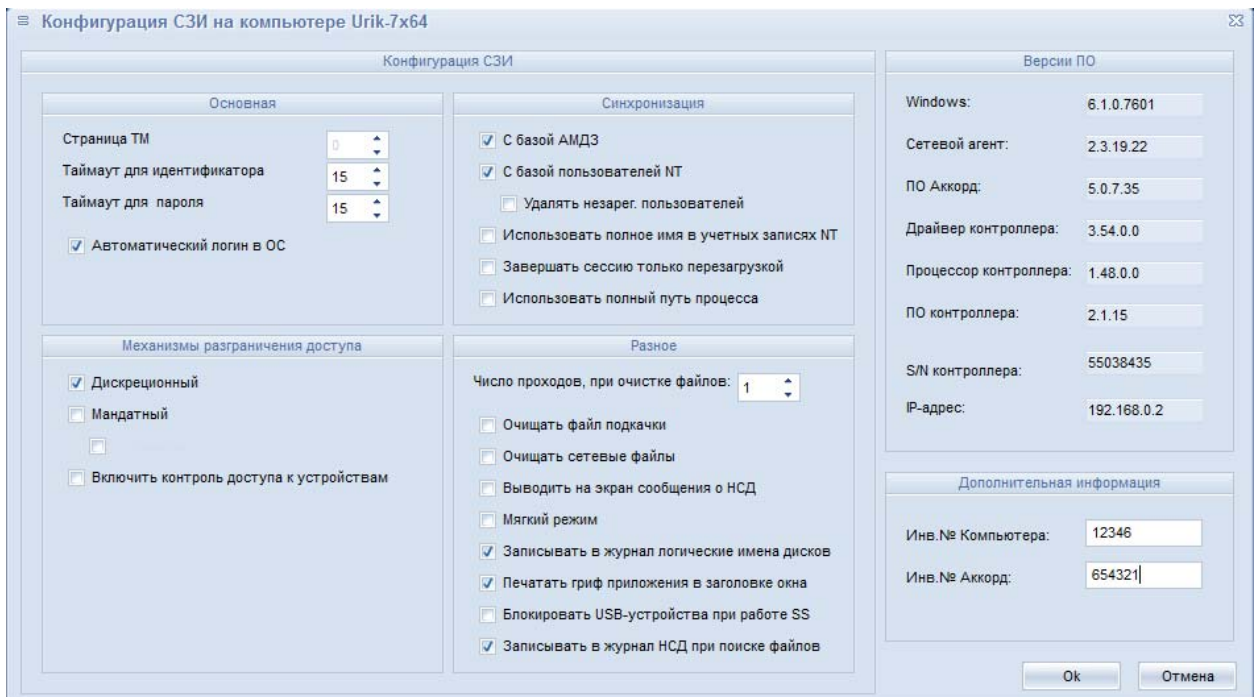 Конфигурация СЗИ на компьютере Urik-7x64
Конфигурация СЗИ
Основная
Страница ТМ 0
Таймаут для идентификатора 15
Таймаут для пароля 15
Автоматический логин в ОС
Синхронизация
С базой АМДЗ
С базой пользователей NT
Удалять незарег. пользователей
Использовать полное имя в учетных записях NT
Завершать сессию только перезагрузкой
Использовать полный путь процесса
Механизмы разграничения доступа
Дискреционный
Мандатный
Включить контроль доступа к устройствам
Разное
Число проходов, при очистке файлов: 1
Очищать файл подкачки
Очищать сетевые файлы
Выводить на экран сообщения о НСД
Мягкий режим
Записывать в журнал логические имена дисков
Печатать гриф приложения в заголовке окна
Блокировать USB-устройства при работе SS
Записывать в журнал НСД при поиске файлов
Версии ПО
Windows: 6.1.0.7601
Сетевой агент: 2.3.19.22
ПО Аккорд: 5.0.7.35
Драйвер контроллера: 3.54.0.0
Процессор контроллера: 1.48.0.0
ПО контроллера: 2.1.15
S/N контроллера: 55038435
IP-адрес: 192.168.0.2
Дополнительная информация
Инв.№ Компьютера: 12346
Инв.№ Аккорд: 654321
Ok
Отмена